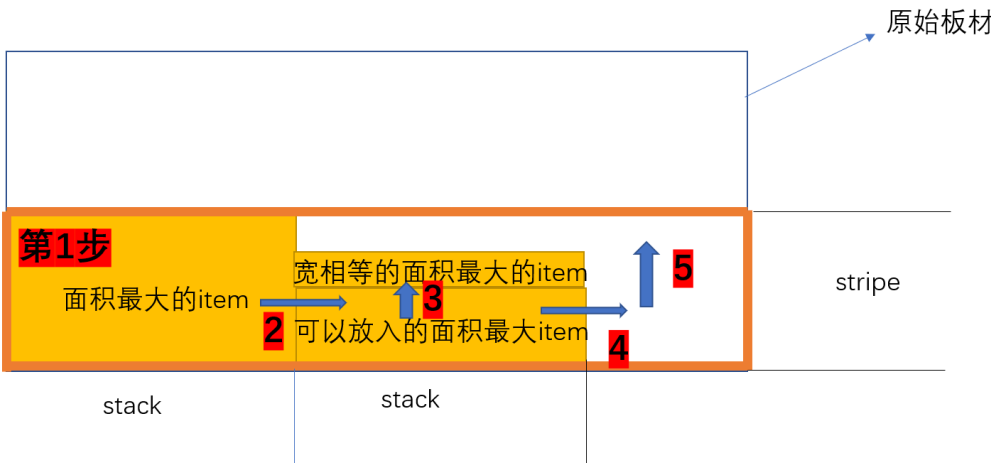 原始板材
第1步
宽相等的面积最大的item
5
面积最大的item
3
stripe
2
可以放入的面积最大item
4
stack
stack